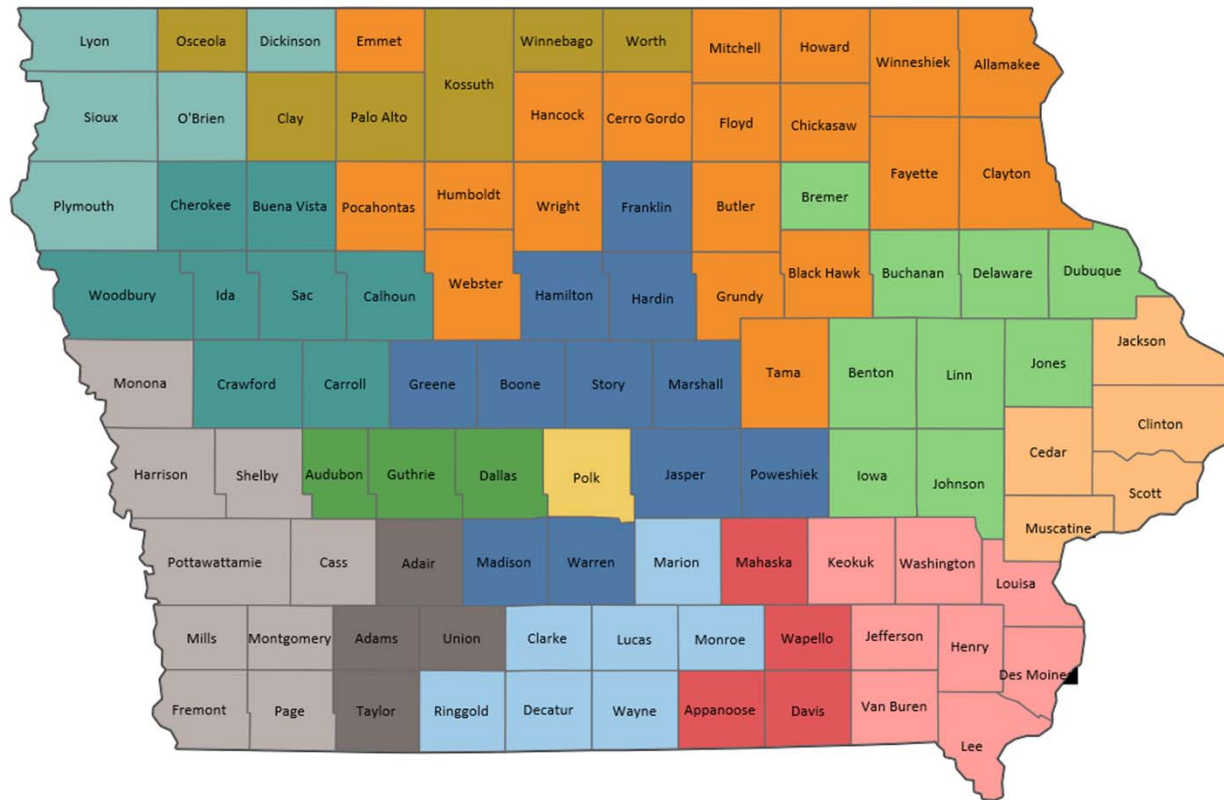 Lyon
Osceola
Dickinson
Emmet
Kossuth
Winnebago
Worth
Mitchell
Howard
Winneshiek
Allamakee
Sioux
O'Brien
Clay
Palo Alto
Hancock
Cerro Gordo
Floyd
Chickasaw
Fayette
Clayton
Plymouth
Cherokee
Buena Vista
Pocahontas
Humboldt
Wright
Franklin
Butler
Bremer
Woodbury
Ida
Sac
Calhoun
Webster
Hamilton
Hardin
Grundy
Black Hawk
Buchanan
Delaware
Dubuque
Monona
Crawford
Carroll
Greene
Boone
Story
Marshall
Tama
Benton
Linn
Jones
Jackson
Harrison
Shelby
Audubon
Guthrie
Dallas
Polk
Jasper
Poweshiek
Iowa
Johnson
Cedar
Clinton
Scott
Muscatine
Pottawattamie
Cass
Adair
Madison
Warren
Marion
Mahaska
Keokuk
Washington
Louisa
Mills
Montgomery
Adams
Union
Clarke
Lucas
Monroe
Wapello
Jefferson
Henry
Des Moines
Fremont
Page
Taylor
Ringgold
Decatur
Wayne
Appanoose
Davis
Van Buren
Lee